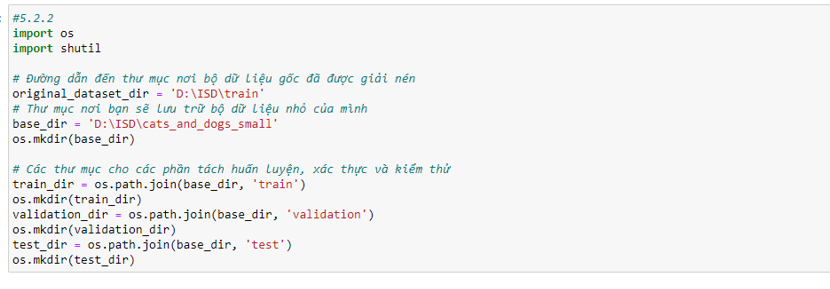 #5.2.2
import os
import shutil
# Đường dẫn đến thư mục nơi bộ dữ liệu gốc đã được giải nén
original_dataset_dir = 'D:\ISD\train'
# Thư mục nơi bạn sẽ lưu trữ bộ dữ liệu nhỏ của mình
base_dir = 'D:\ISD\cats_and_dogs_small'
os.mkdir(base_dir)
# Các thư mục cho các phần tách huấn luyện, xác thực và kiểm thử
train_dir = os.path.join(base_dir, 'train')
os.mkdir(train_dir)
validation_dir = os.path.join(base_dir, 'validation')
os.mkdir(validation_dir)
test_dir = os.path.join(base_dir, 'test')
os.mkdir(test_dir)